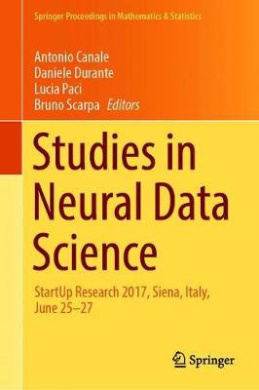 Springer Proceedings in Mathematics & Statistics
Antonio Canale
Daniele Durante
Lucia Paci
Bruno Scarpa Editors
Studies in
Neural Data
Science
StartUp Research 2017, Siena, Italy,
June 25–27
Springer